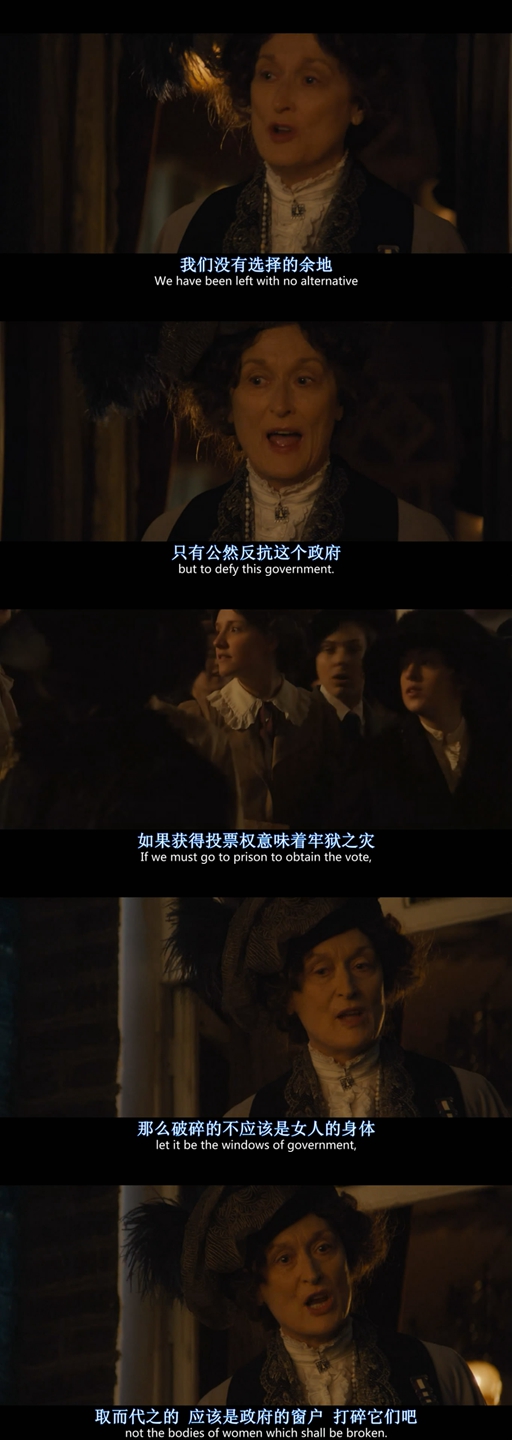 我们没有选择的余地
We have been left with no alternative
只有公然反抗这个政府
but to defy this government.
如果获得投票权意味着牢狱之灾
If we must go to prison to obtain the vote,
那么破碎的不应该是女人的身体
let it be the windows of government,
取而代之的 应该是政府的窗户 打碎它们吧
not the bodies of women which shall be broken.